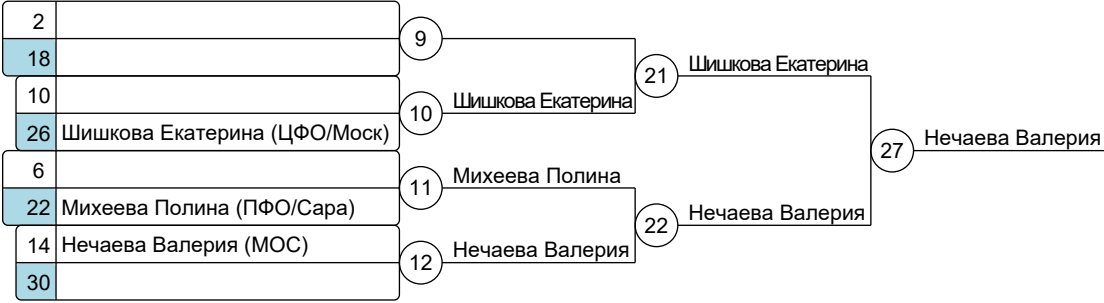 2
18
10
26 Шишкова Екатерина (ЦФО/Моск)
6
22 Михеева Полина (ПФО/Сара)
14 Нечаева Валерия (МОС)
30
9
10 Шишкова Екатерина
11 Михеева Полина
12 Нечаева Валерия
21 Шишкова Екатерина
22 Нечаева Валерия
27 Нечаева Валерия